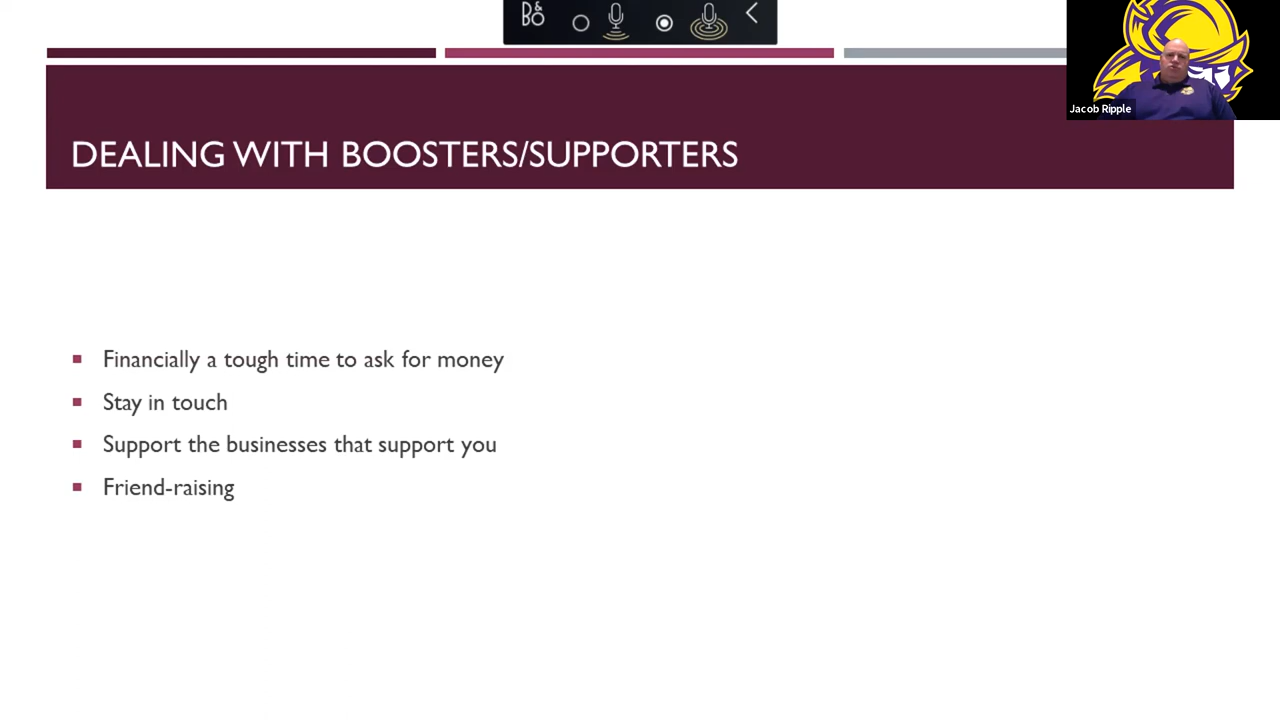 B&O
Jacob Ripple
DEALING WITH BOOSTERS/SUPPORTERS
Financially a tough time to ask for money
Stay in touch
Support the businesses that support you
Friend-raising